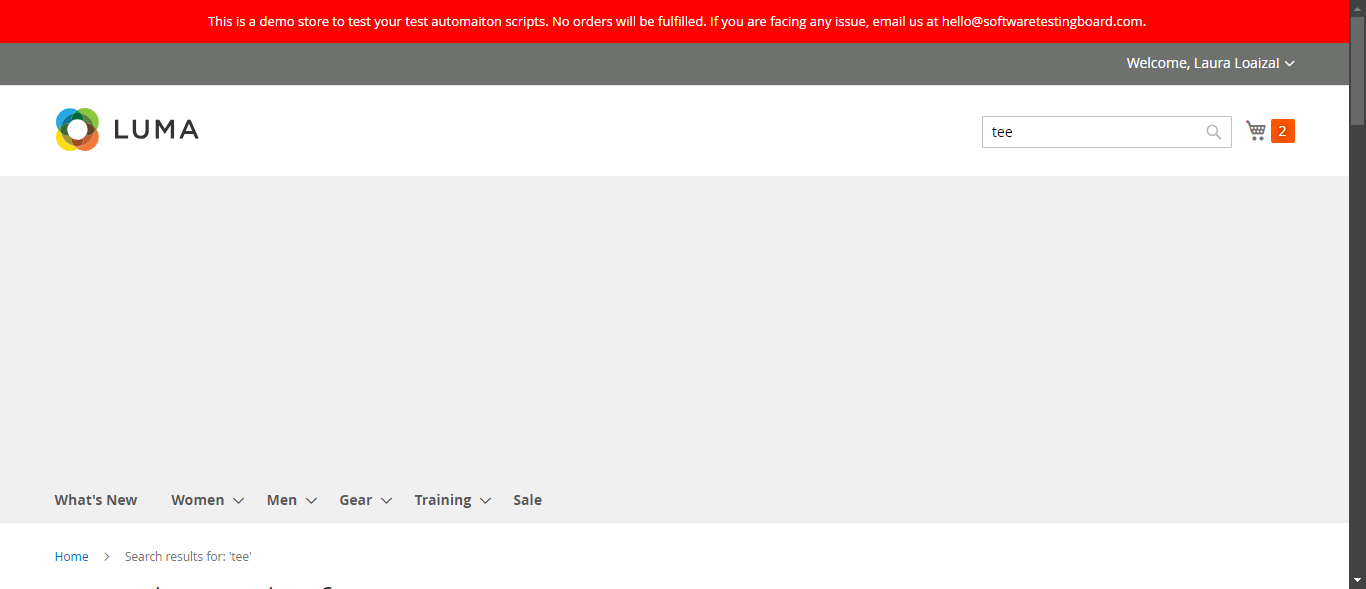 This is a demo store to test your test automaiton scripts. No orders will be fulfilled. If you are facing any issue, email us at hello@softwaretestingboard.com.
Welcome, Laura Loaiza!
LUMA
tee
2
What's New Women Men Gear Training Sale
Home > Search results for: 'tee'